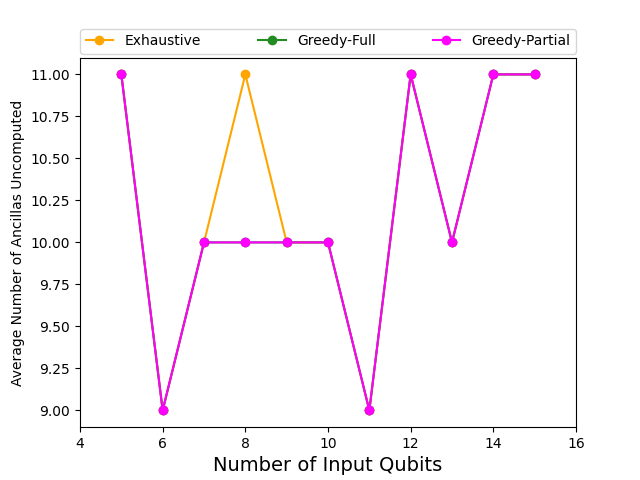 Exhaustive Greedy-Full Greedy-Partial
Average Number of Ancillas Uncomputed
11.00
10.75
10.50
10.25
10.00
9.75
9.50
9.25
9.00
4 6 8 10 12 14 16
Number of Input Qubits